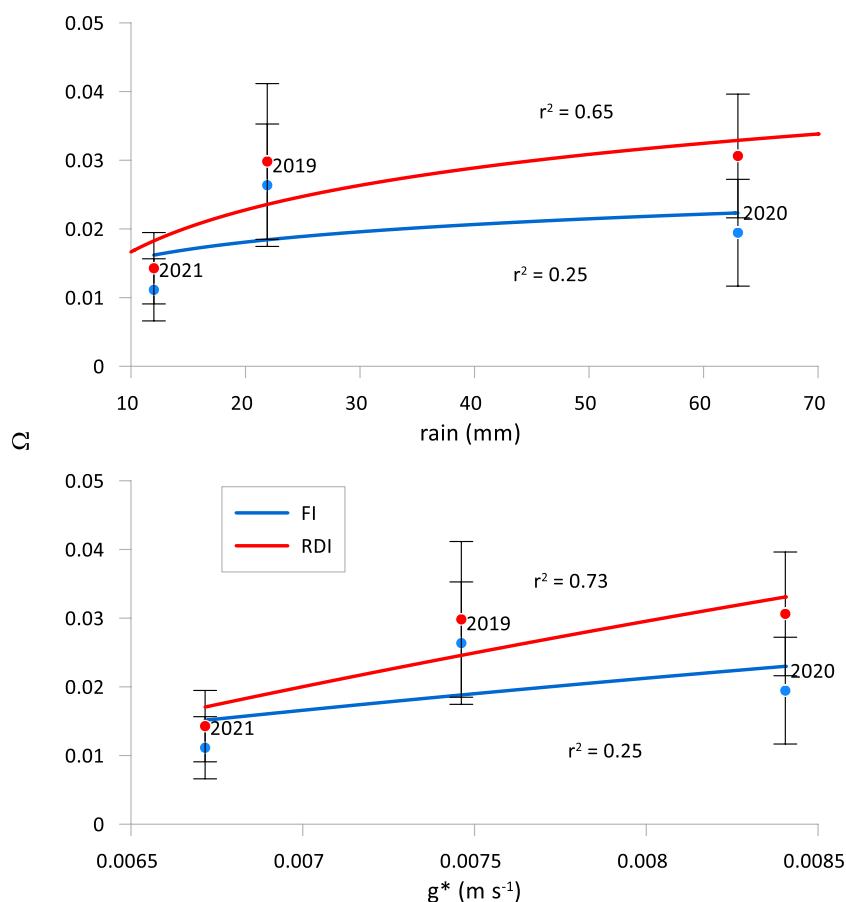 0.05
0.04
r² = 0.65
0.03
2019
0.02
2020
2021
r² = 0.25
0.01
0
10 20 30 40 50 60 70
rain (mm)
Ω
0.05
FI
RDI
0.04
r² = 0.73
0.03
2019
0.02
2020
2021
r² = 0.25
0.01
0
0.0065 0.007 0.0075 0.008 0.0085
g* (m s⁻¹)